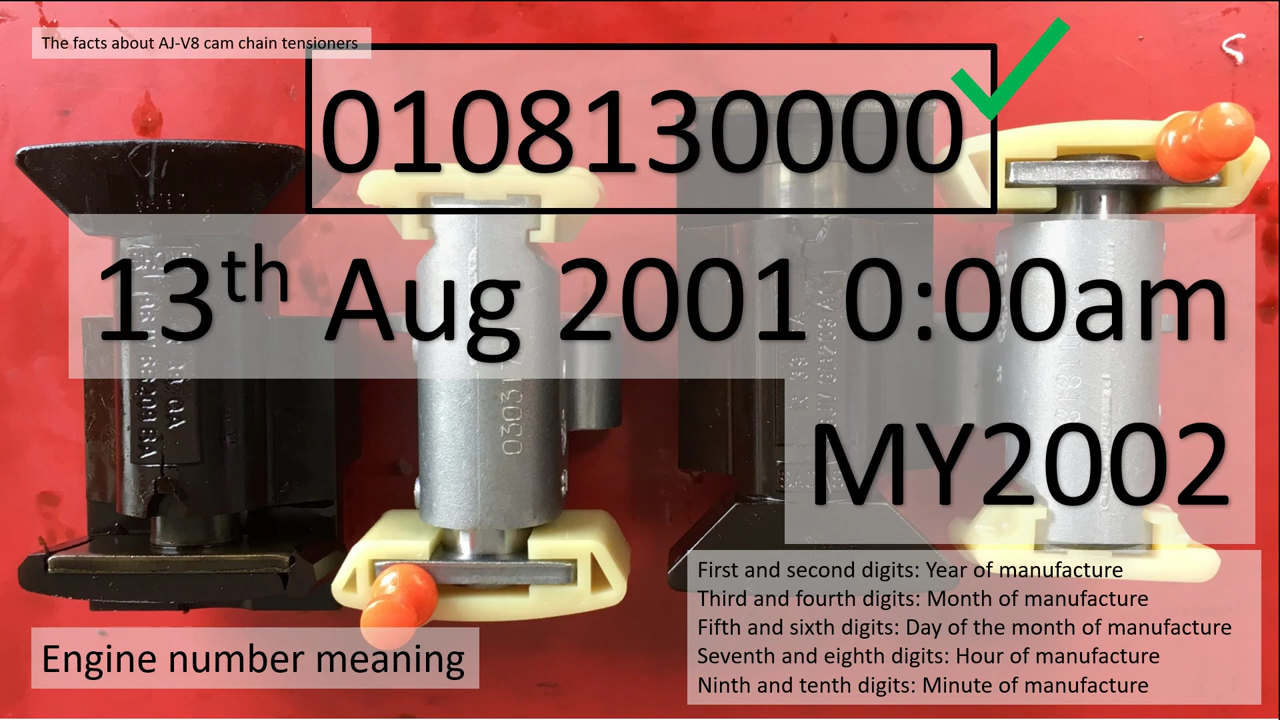 The facts about AJ-V8 cam chain tensioners
0108130000
13th Aug 2001 0:00am
MY2002
0303
First and second digits: Year of manufacture
Third and fourth digits: Month of manufacture
Fifth and sixth digits: Day of the month of manufacture
Seventh and eighth digits: Hour of manufacture
Ninth and tenth digits: Minute of manufacture
Engine number meaning